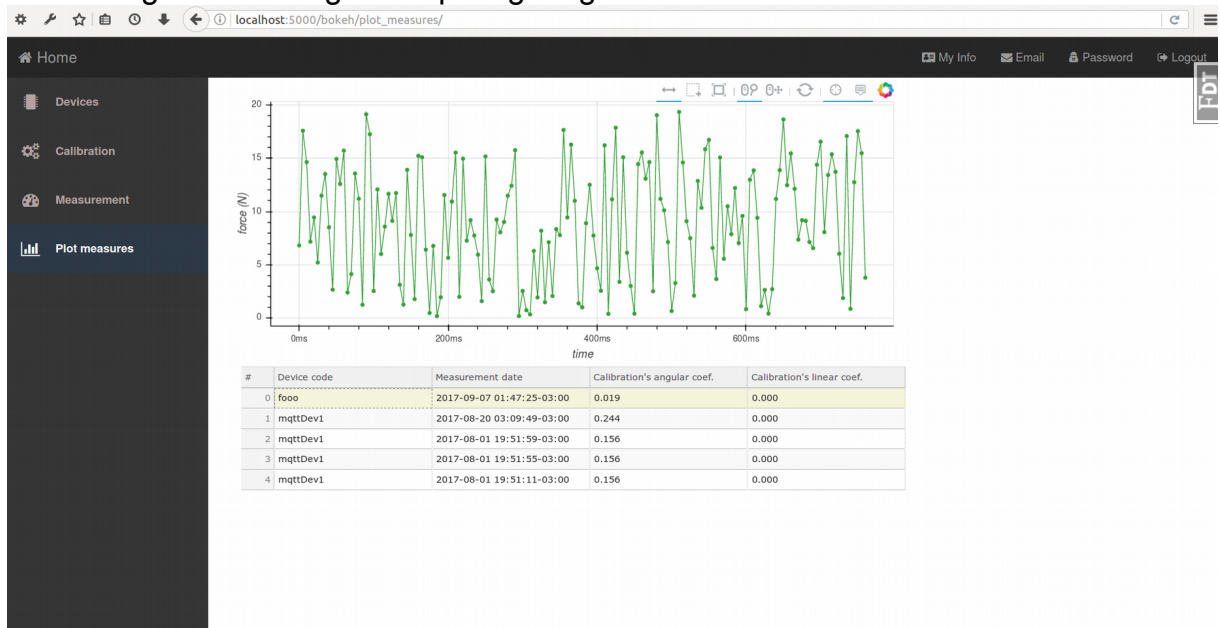 localhost:5000/bokeh/plot_measures/
Home
My Info
Email
Password
Logout
FDT
Devices
Calibration
Measurement
Plot measures
20
15
10
5
0
force (N)
0ms 200ms 400ms 600ms
time
# Device code Measurement date Calibration's angular coef. Calibration's linear coef.
0 fooo 2017-09-07 01:47:25-03:00 0.019 0.000
1 mqttDev1 2017-08-20 03:09:49-03:00 0.244 0.000
2 mqttDev1 2017-08-01 19:51:59-03:00 0.156 0.000
3 mqttDev1 2017-08-01 19:51:55-03:00 0.156 0.000
4 mqttDev1 2017-08-01 19:51:11-03:00 0.156 0.000